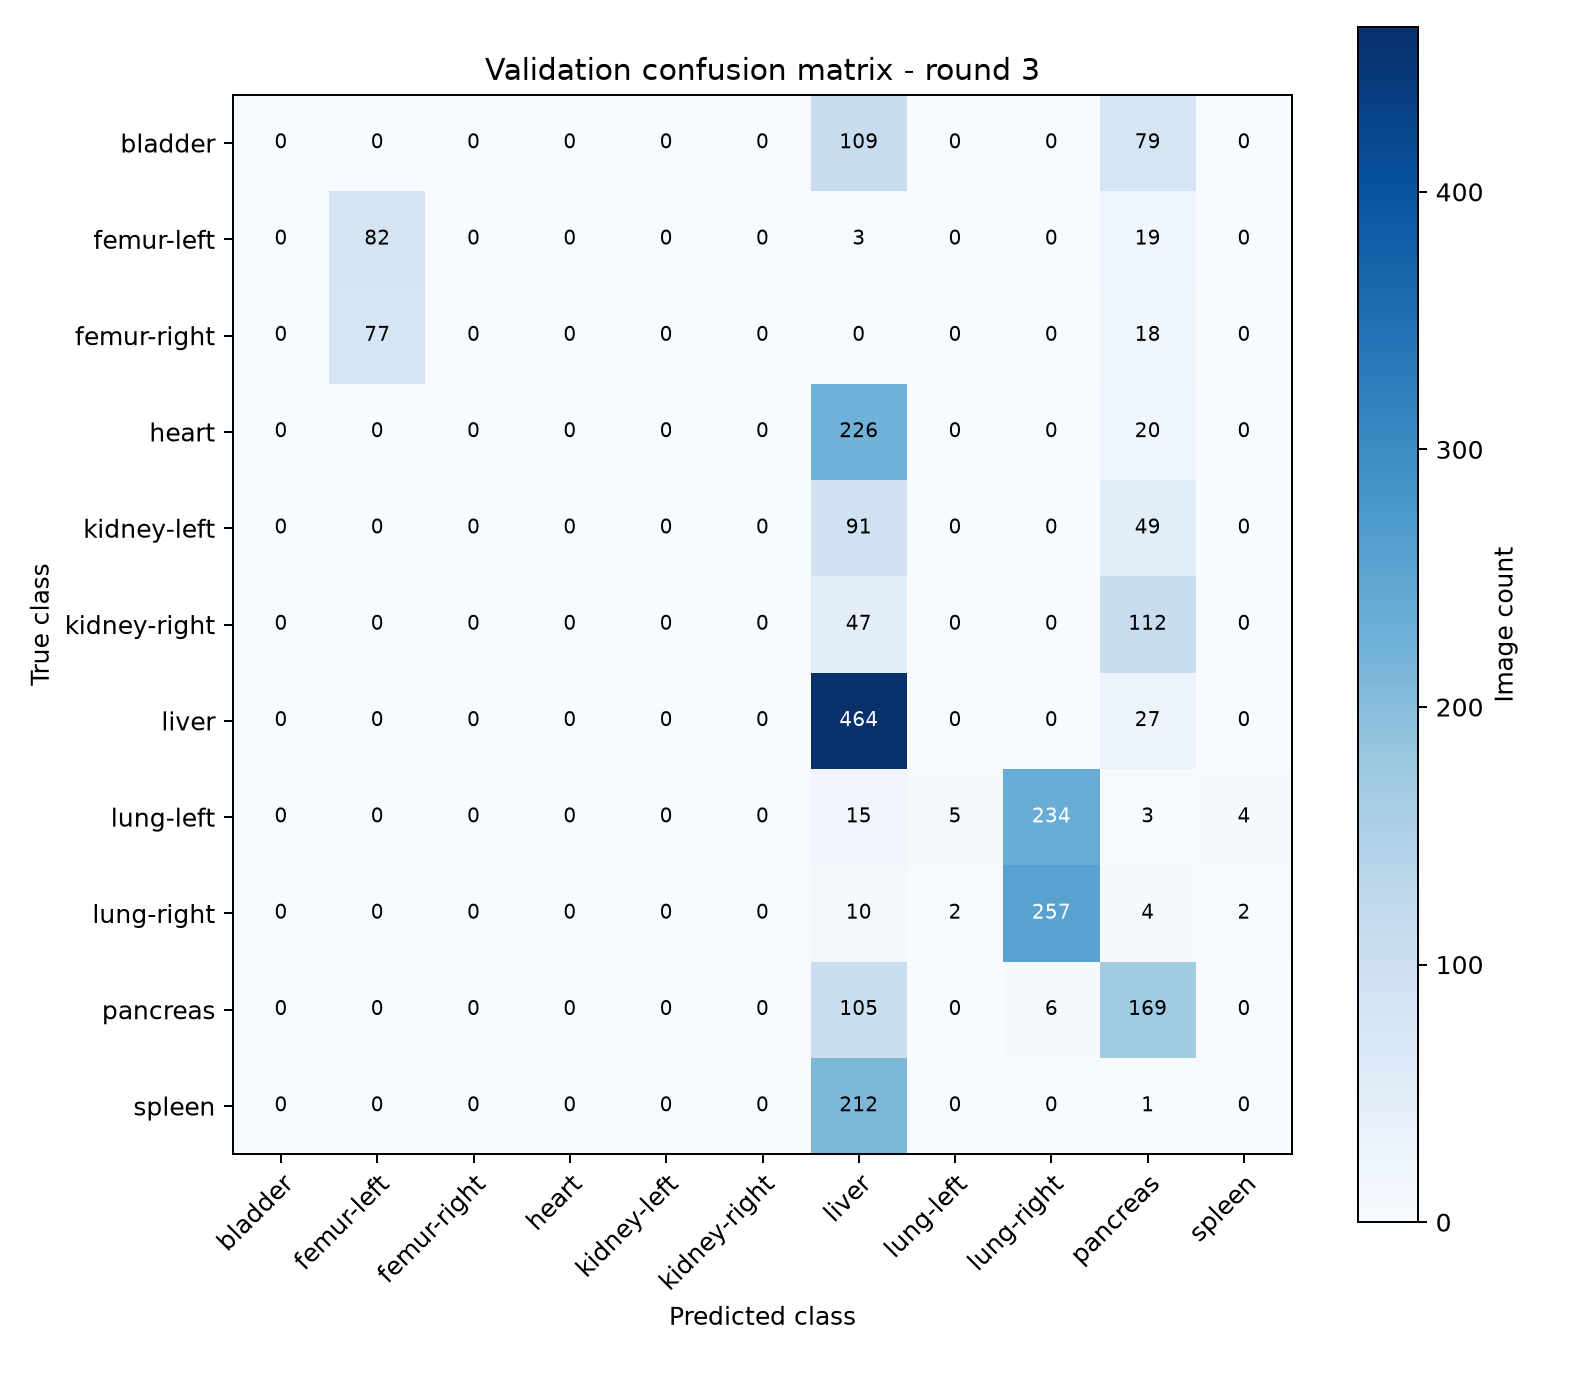 Validation confusion matrix - round 3
bladder 0 0 0 0 0 0 109 0 0 79 0
femur-left 0 82 0 0 0 0 3 0 0 19 0
femur-right 0 77 0 0 0 0 0 0 0 18 0
heart 0 0 0 0 0 0 226 0 0 20 0
kidney-left 0 0 0 0 0 0 91 0 0 49 0
kidney-right 0 0 0 0 0 0 47 0 0 112 0
liver 0 0 0 0 0 0 464 0 0 27 0
lung-left 0 0 0 0 0 0 15 5 234 3 4
lung-right 0 0 0 0 0 0 10 2 257 4 2
pancreas 0 0 0 0 0 0 105 0 6 169 0
spleen 0 0 0 0 0 0 212 0 0 1 0
True class
bladder femur-left femur-right heart kidney-left kidney-right liver lung-left lung-right pancreas spleen
Predicted class
400
300
200
100
0
Image count